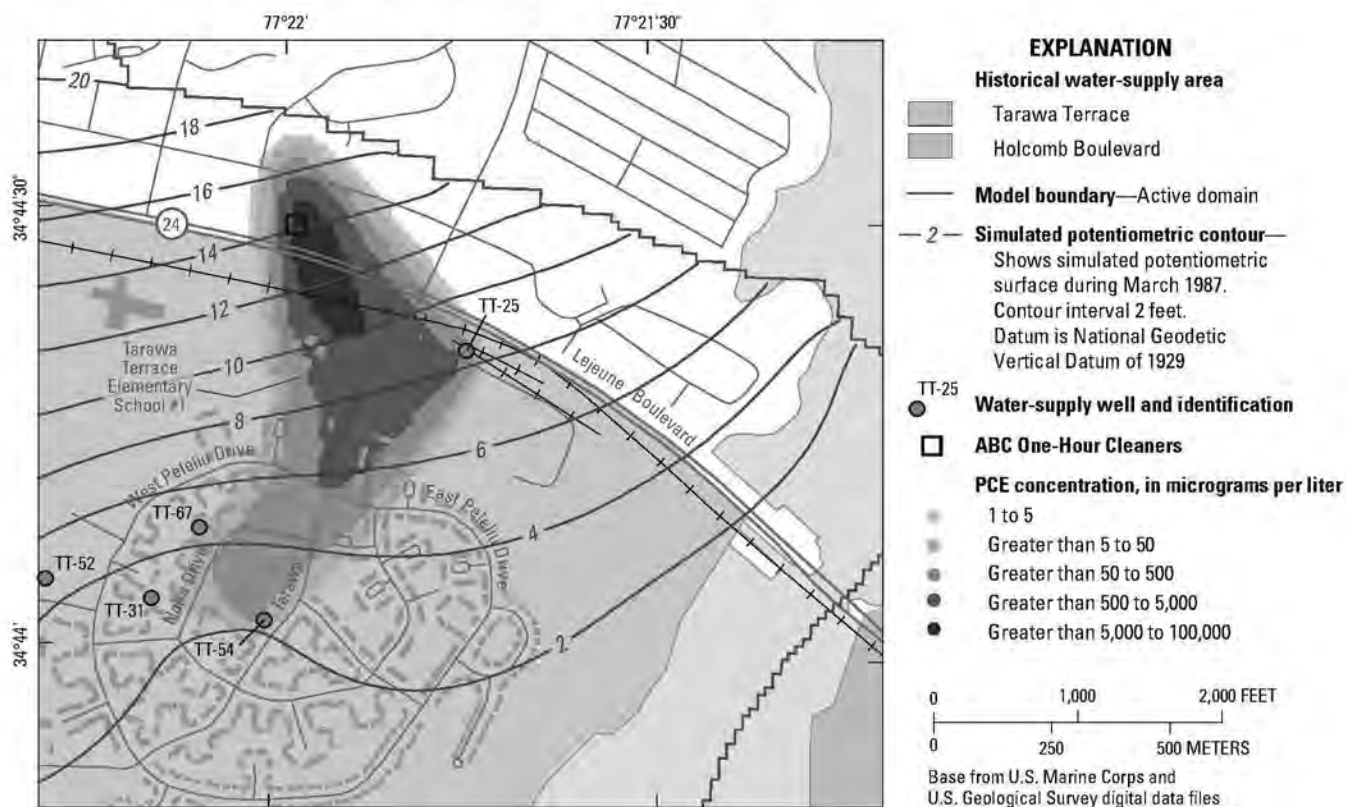 77°22'
77°21'30"
34°44'30"
34°44'
20
18
16
24
14
12
10
8
6
4
2
TT-25
Tarawa
Terrace
Elementary
School #1
Lejeune Boulevard
West Peleliu Drive
East Peleliu Drive
TT-67
TT-52
TT-31
Tarawa
TT-54
EXPLANATION
Historical water-supply area
Tarawa Terrace
Holcomb Boulevard
Model boundary—Active domain
2 Simulated potentiometric contour—
Shows simulated potentiometric
surface during March 1987.
Contour interval 2 feet.
Datum is National Geodetic
Vertical Datum of 1929
TT-25
Water-supply well and identification
ABC One-Hour Cleaners
PCE concentration, in micrograms per liter
1 to 5
Greater than 5 to 50
Greater than 50 to 500
Greater than 500 to 5,000
Greater than 5,000 to 100,000
0 1,000 2,000 FEET
0 250 500 METERS
Base from U.S. Marine Corps and
U.S. Geological Survey digital data files